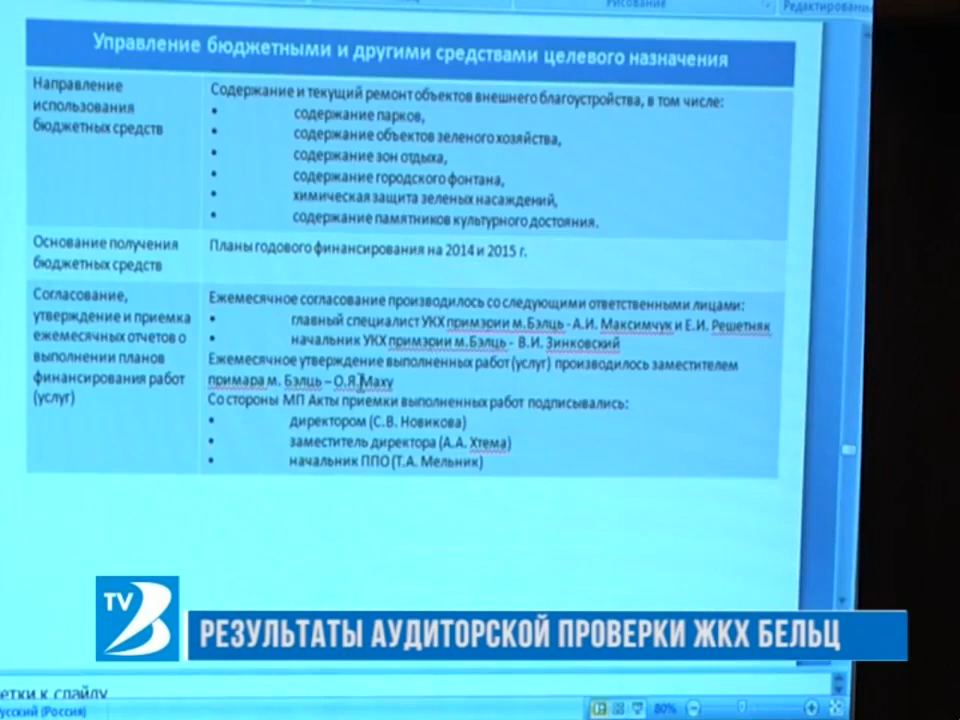 Рисование
Редактирование
Управление бюджетными и другими средствами целевого назначения
Направление
использования
бюджетных средств
Содержание и текущий ремонт объектов внешнего благоустройства, в том числе:
• содержание парков,
• содержание объектов зеленого хозяйства,
• содержание зон отдыха,
• содержание городского фонтана,
• химическая защита зеленых насаждений,
• содержание памятников культурного достояния.
Основание получения
бюджетных средств
Планы годового финансирования на 2014 и 2015 г.
Согласование,
утверждение и приемка
ежемесячных отчетов о
выполнении планов
финансирования работ
(услуг)
Ежемесячное согласование производилось со следующими ответственными лицами:
• главный специалист УКХ примэрии м.Бэлць - А.И. Максимчук и Е.И. Решетняк
• начальник УКХ примэрии м.Бэлць - В.И. Зинковский
Ежемесячное утверждение выполненных работ (услуг) производилось заместителем
примара м. Бэлць – О.Я.Маху
Со стороны МП Акты приемки выполненных работ подписывались:
• директором (С.В. Новикова)
• заместитель директора (А.А. Хтема)
• начальник ППО (Т.А. Мельник)
TV B
РЕЗУЛЬТАТЫ АУДИТОРСКОЙ ПРОВЕРКИ ЖКХ БЕЛЬЦ
етки к слайду
усский (Россия)
80%